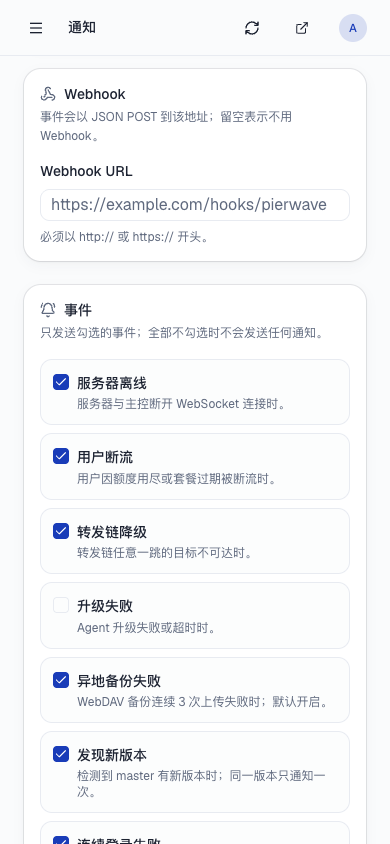 通知
A
Webhook
事件会以 JSON POST 到该地址；留空表示不用
Webhook。
Webhook URL
https://example.com/hooks/pierwave
必须以 http:// 或 https:// 开头。
事件
只发送勾选的事件；全部不勾选时不会发送任何通知。
服务器离线
服务器与主控断开 WebSocket 连接时。
用户断流
用户因额度用尽或套餐过期被断流时。
转发链降级
转发链任意一跳的目标不可达时。
升级失败
Agent 升级失败或超时时。
异地备份失败
WebDAV 备份连续 3 次上传失败时；默认开启。
发现新版本
检测到 master 有新版本时；同一版本只通知一
次。
连续登录失败